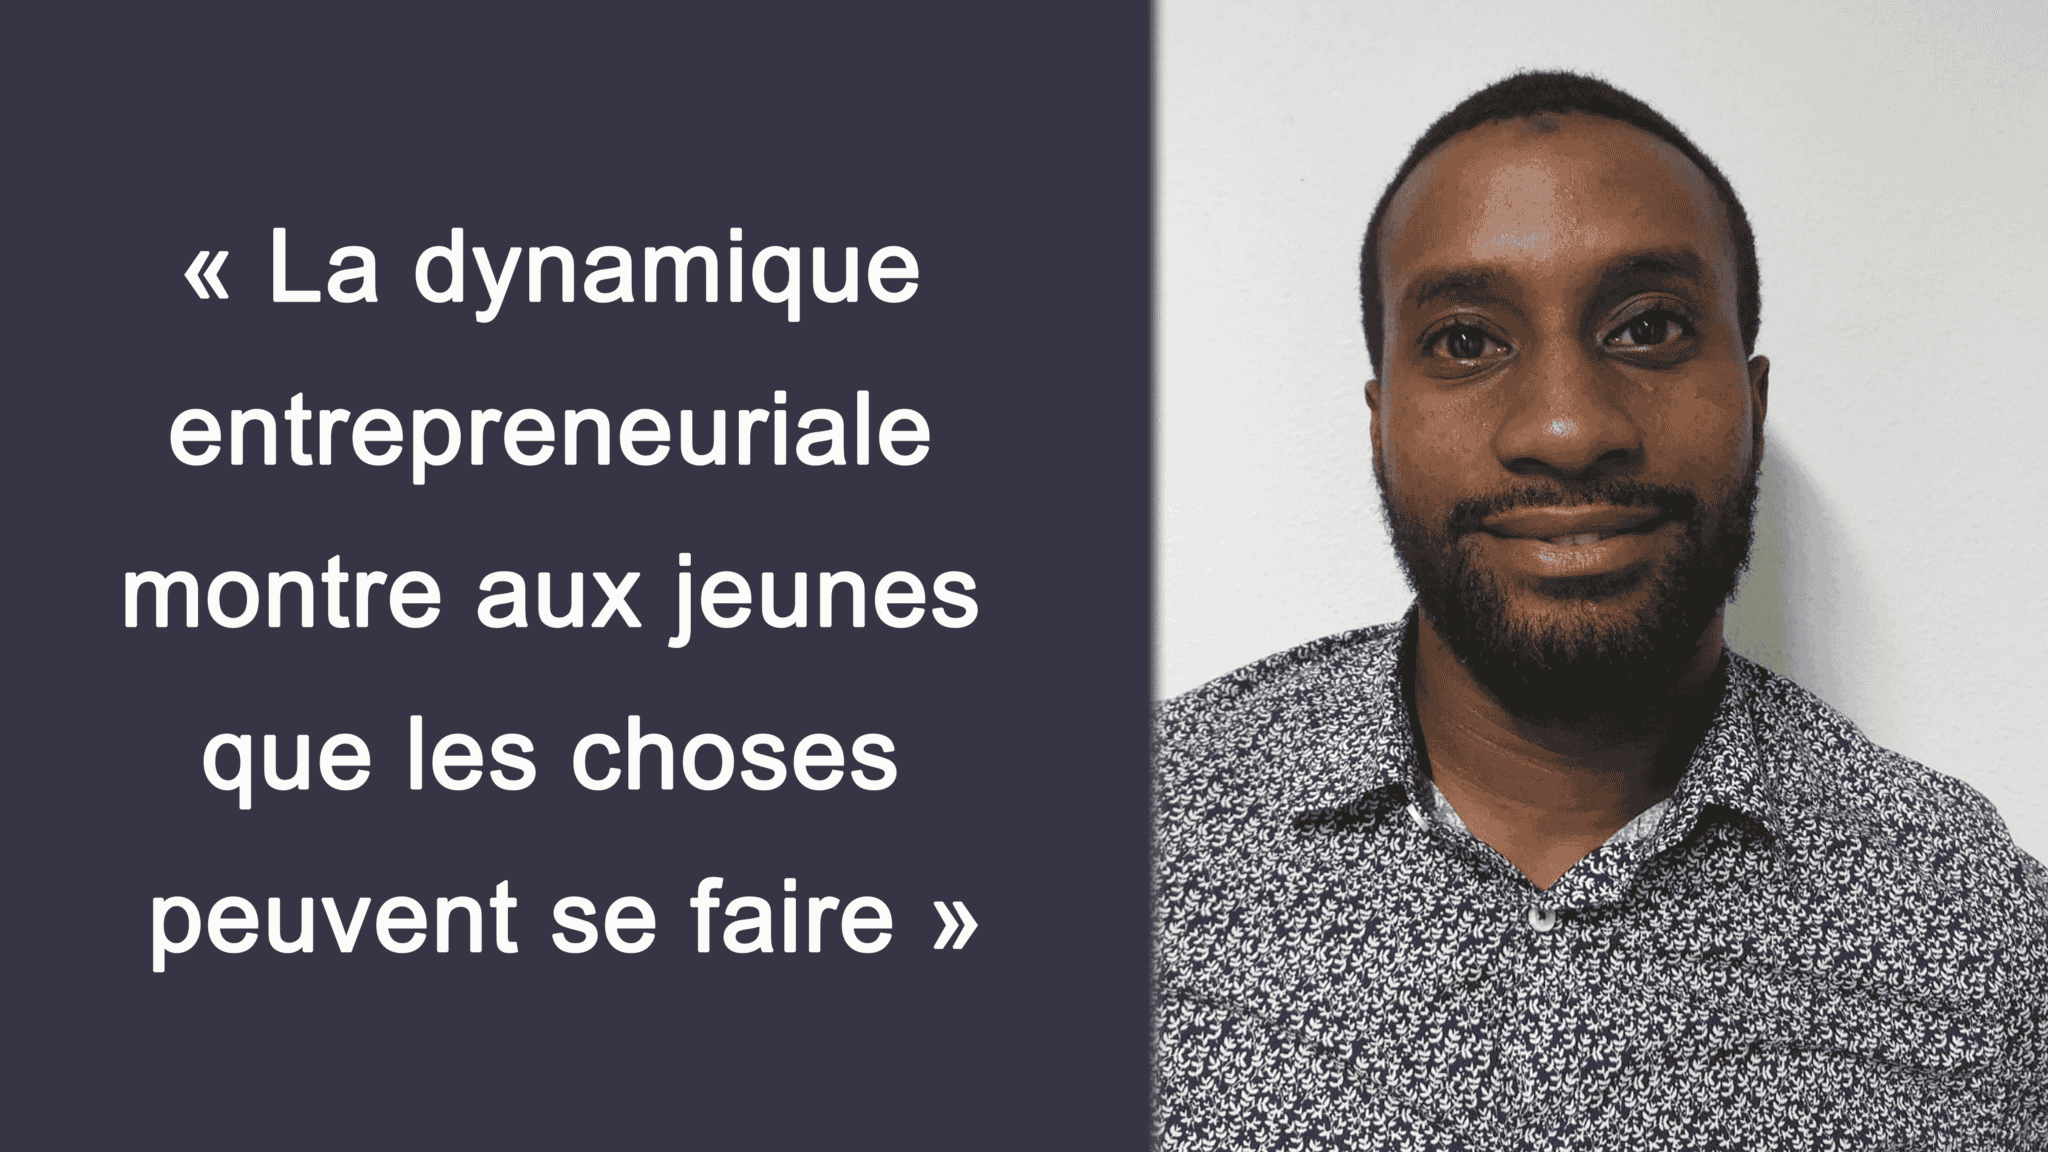 « La dynamique
entrepreneuriale
montre aux jeunes
que les choses
peuvent se faire »